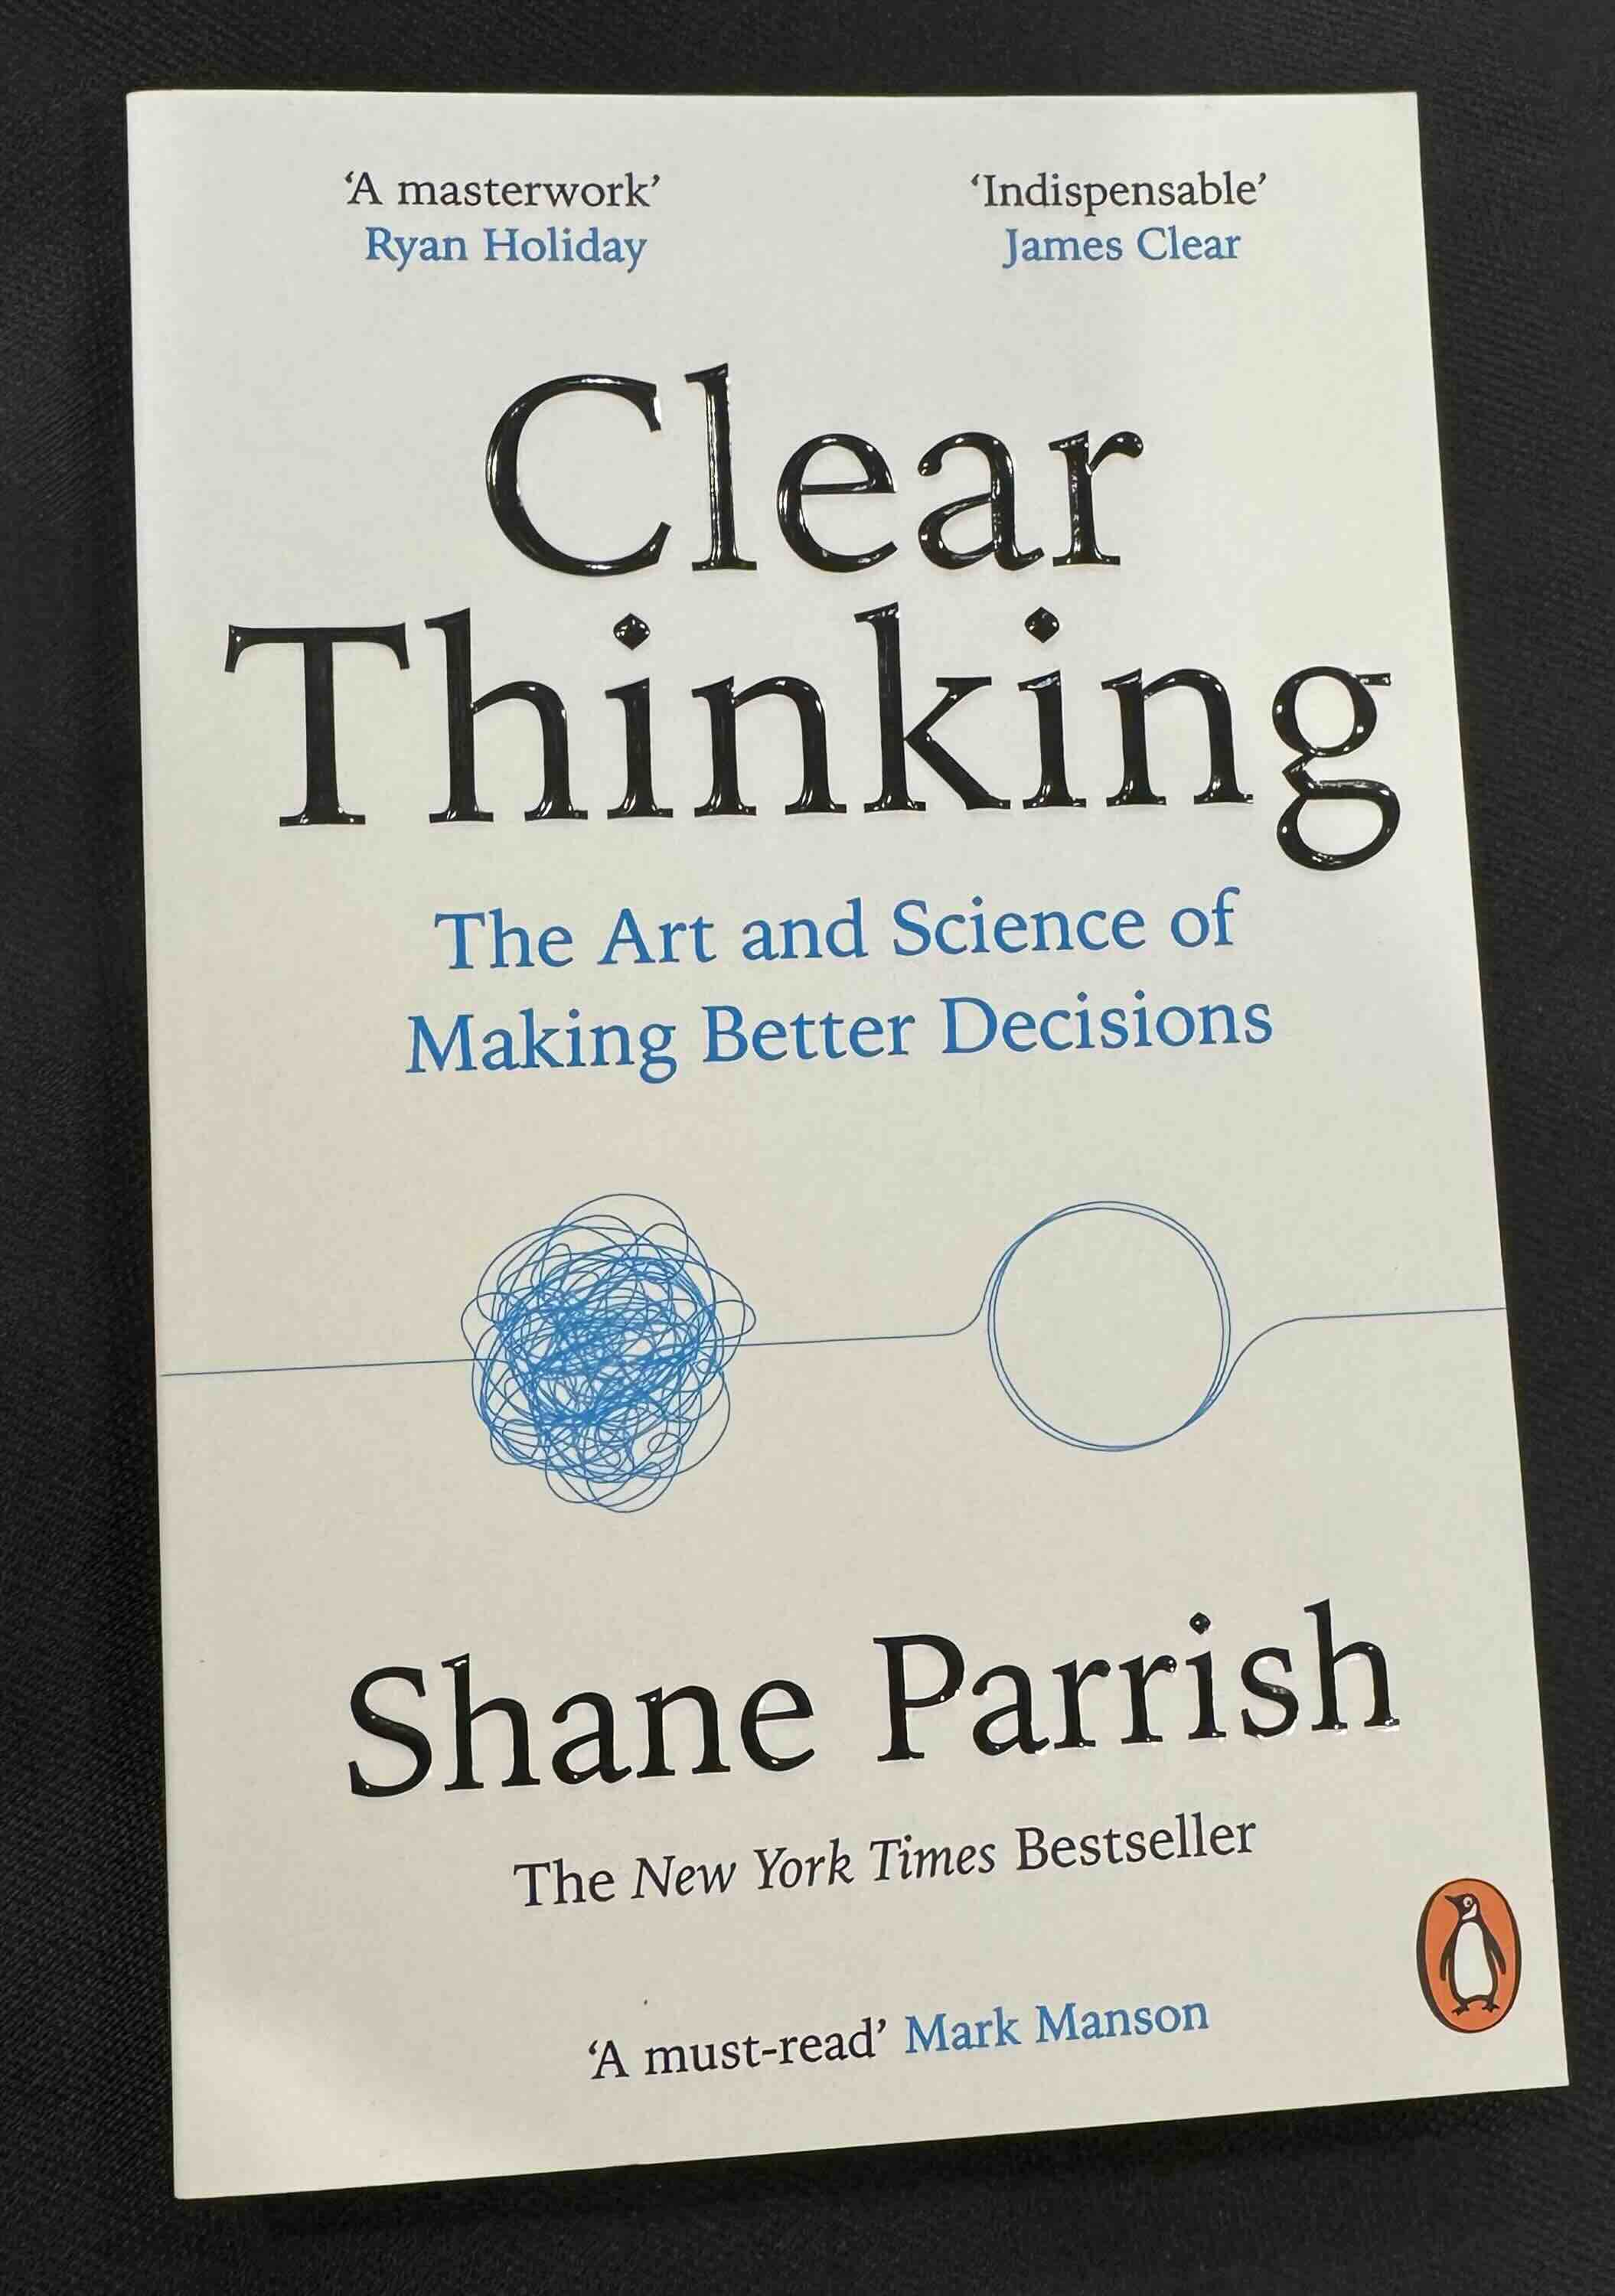 ‘A masterwork’
Ryan Holiday
‘Indispensable’
James Clear
Clear
Thinking
The Art and Science of
Making Better Decisions
Shane Parrish
The New York Times Bestseller
‘A must-read’ Mark Manson